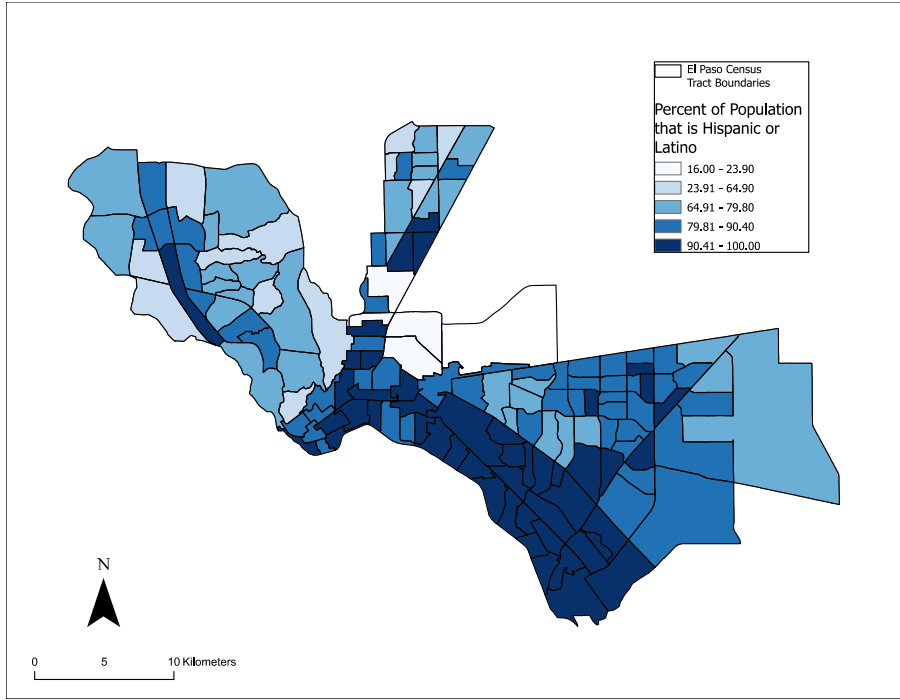 El Paso Census
Tract Boundaries
Percent of Population
that is Hispanic or
Latino
16.00 - 23.90
23.91 - 64.90
64.91 - 79.80
79.81 - 90.40
90.41 - 100.00
N
0 5 10 Kilometers